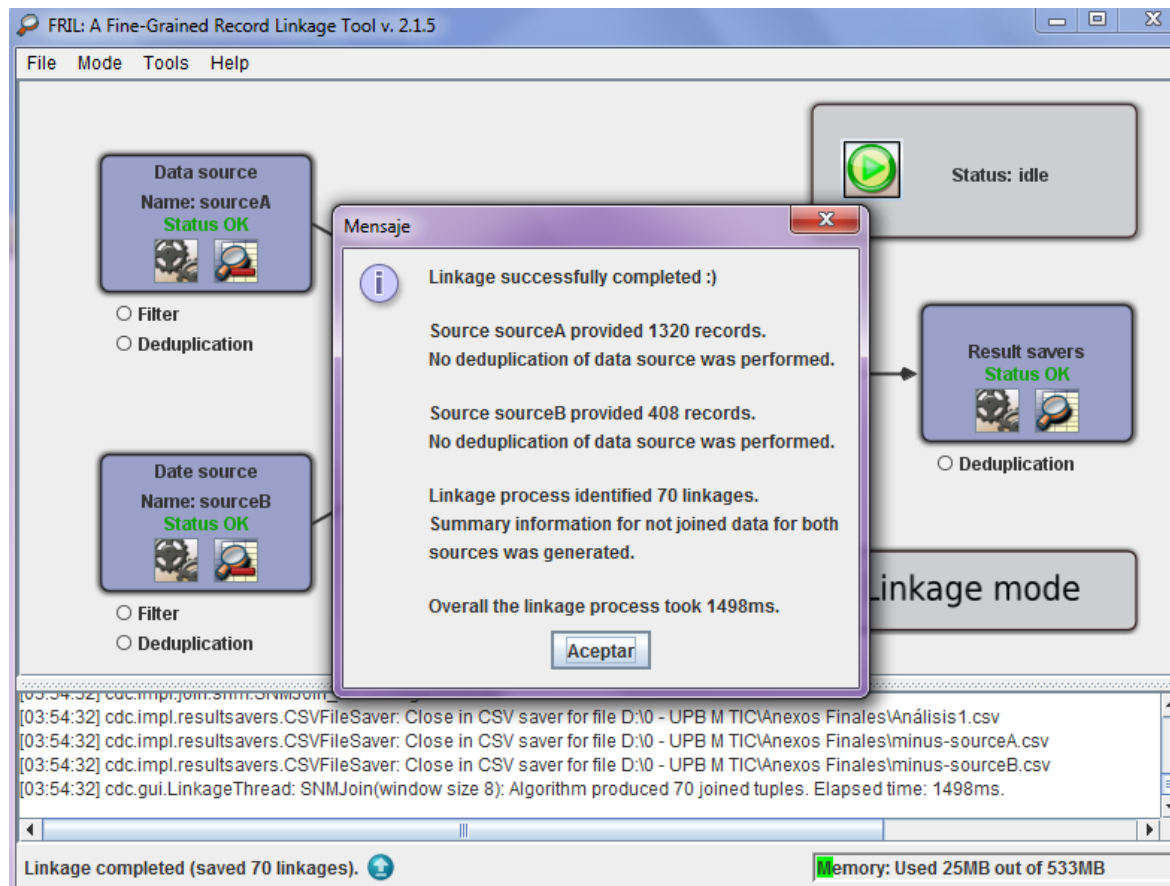 FRIL: A Fine-Grained Record Linkage Tool v. 2.1.5
File Mode Tools Help
Data source
Name: sourceA
Status OK
Filter
Deduplication
Date source
Name: sourceB
Status OK
Filter
Deduplication
Status: idle
Result savers
Status OK
Deduplication
Linkage mode
Mensaje
Linkage successfully completed :)
Source sourceA provided 1320 records.
No deduplication of data source was performed.
Source sourceB provided 408 records.
No deduplication of data source was performed.
Linkage process identified 70 linkages.
Summary information for not joined data for both
sources was generated.
Overall the linkage process took 1498ms.
Aceptar
[03:54:32] cdc.impl.join.snm.SNMJoin_
[03:54:32] cdc.impl.resultsavers.CSVFileSaver: Close in CSV saver for file D:\0 - UPB M TIC\Anexos Finales\Análisis1.csv
[03:54:32] cdc.impl.resultsavers.CSVFileSaver: Close in CSV saver for file D:\0 - UPB M TIC\Anexos Finales\minus-sourceA.csv
[03:54:32] cdc.impl.resultsavers.CSVFileSaver: Close in CSV saver for file D:\0 - UPB M TIC\Anexos Finales\minus-sourceB.csv
[03:54:32] cdc.gui.LinkageThread: SNMJoin(window size 8): Algorithm produced 70 joined tuples. Elapsed time: 1498ms.
Linkage completed (saved 70 linkages).
Memory: Used 25MB out of 533MB